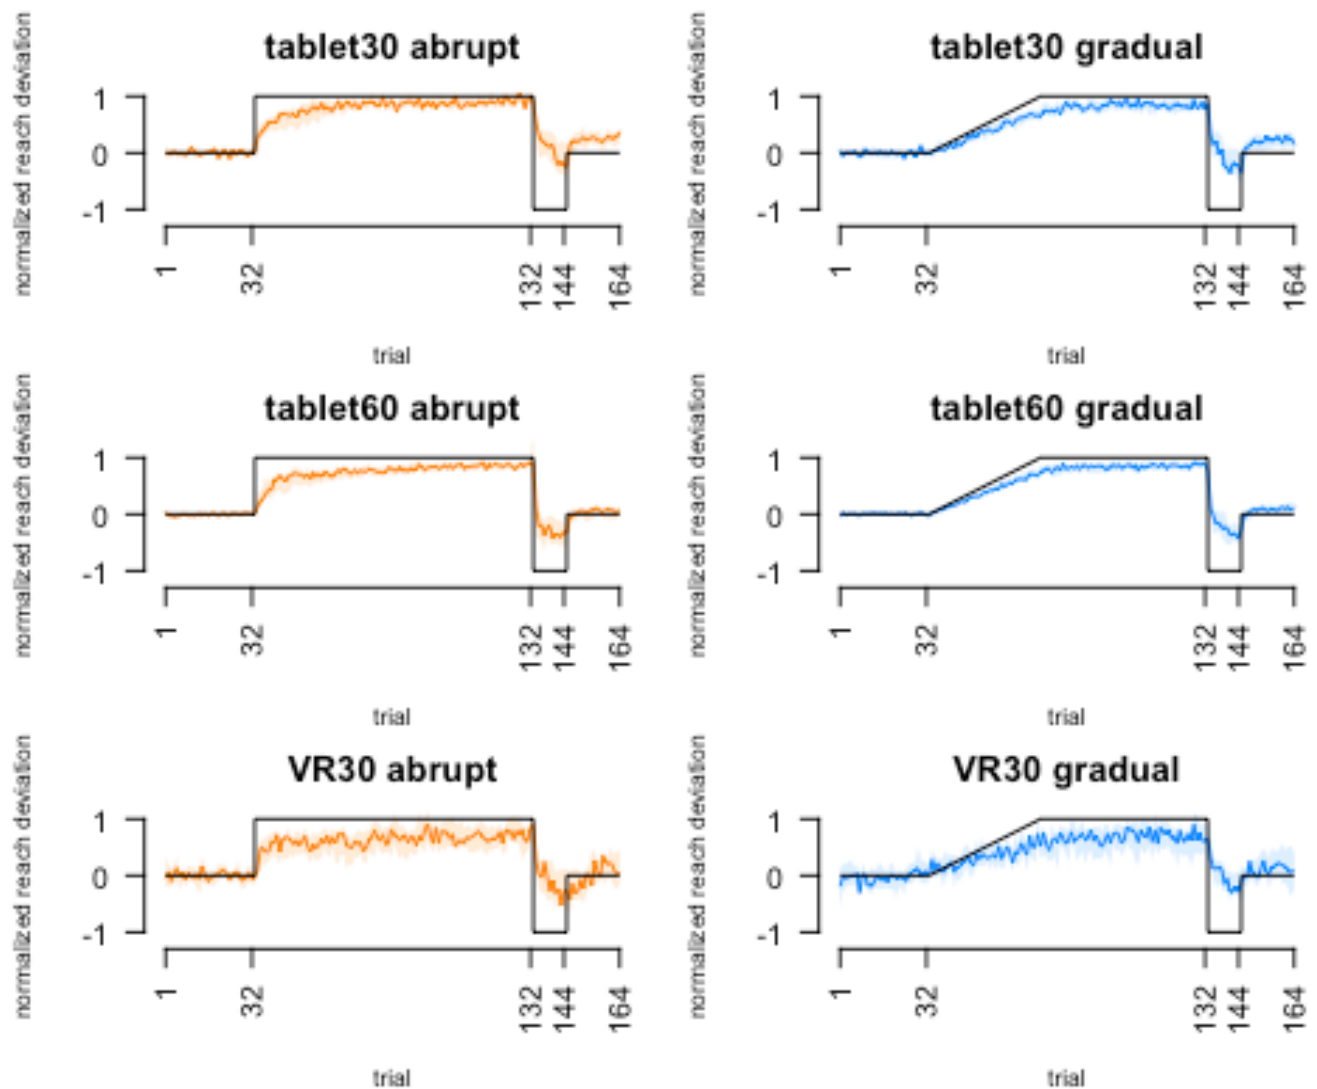 tablet30 abrupt
normalized reach deviation
1
0
-1
1
32
132
144
164
trial
tablet30 gradual
normalized reach deviation
1
0
-1
1
32
132
144
164
trial
tablet60 abrupt
normalized reach deviation
1
0
-1
1
32
132
144
164
trial
tablet60 gradual
normalized reach deviation
1
0
-1
1
32
132
144
164
trial
VR30 abrupt
normalized reach deviation
1
0
-1
1
32
132
144
164
trial
VR30 gradual
normalized reach deviation
1
0
-1
1
32
132
144
164
trial